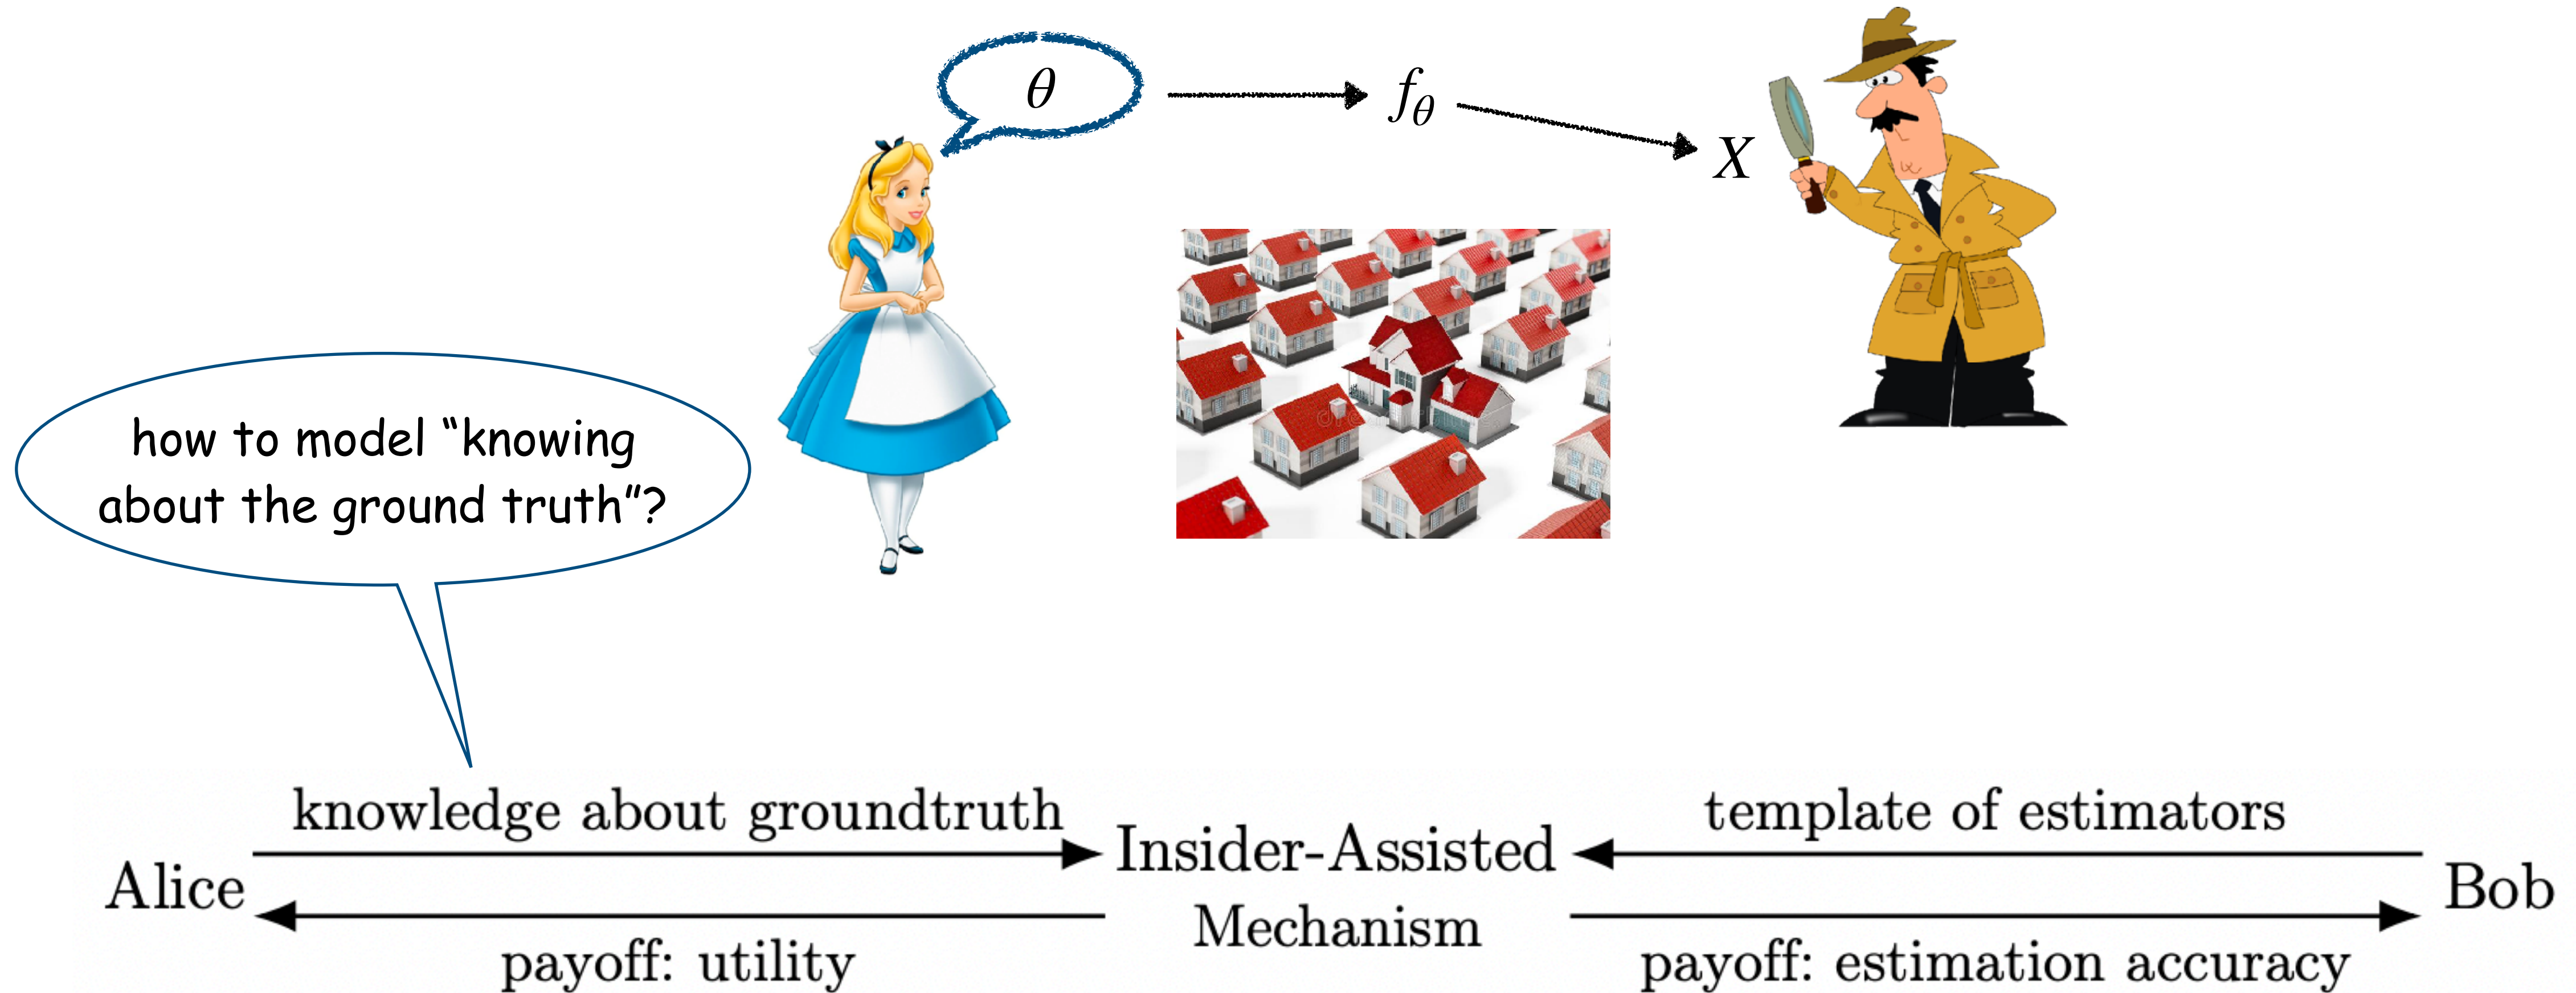 θ
f_θ
X
how to model “knowing
about the ground truth”?
knowledge about groundtruth
template of estimators
Insider-Assisted
Alice
Bob
Mechanism
payoff: utility
payoff: estimation accuracy